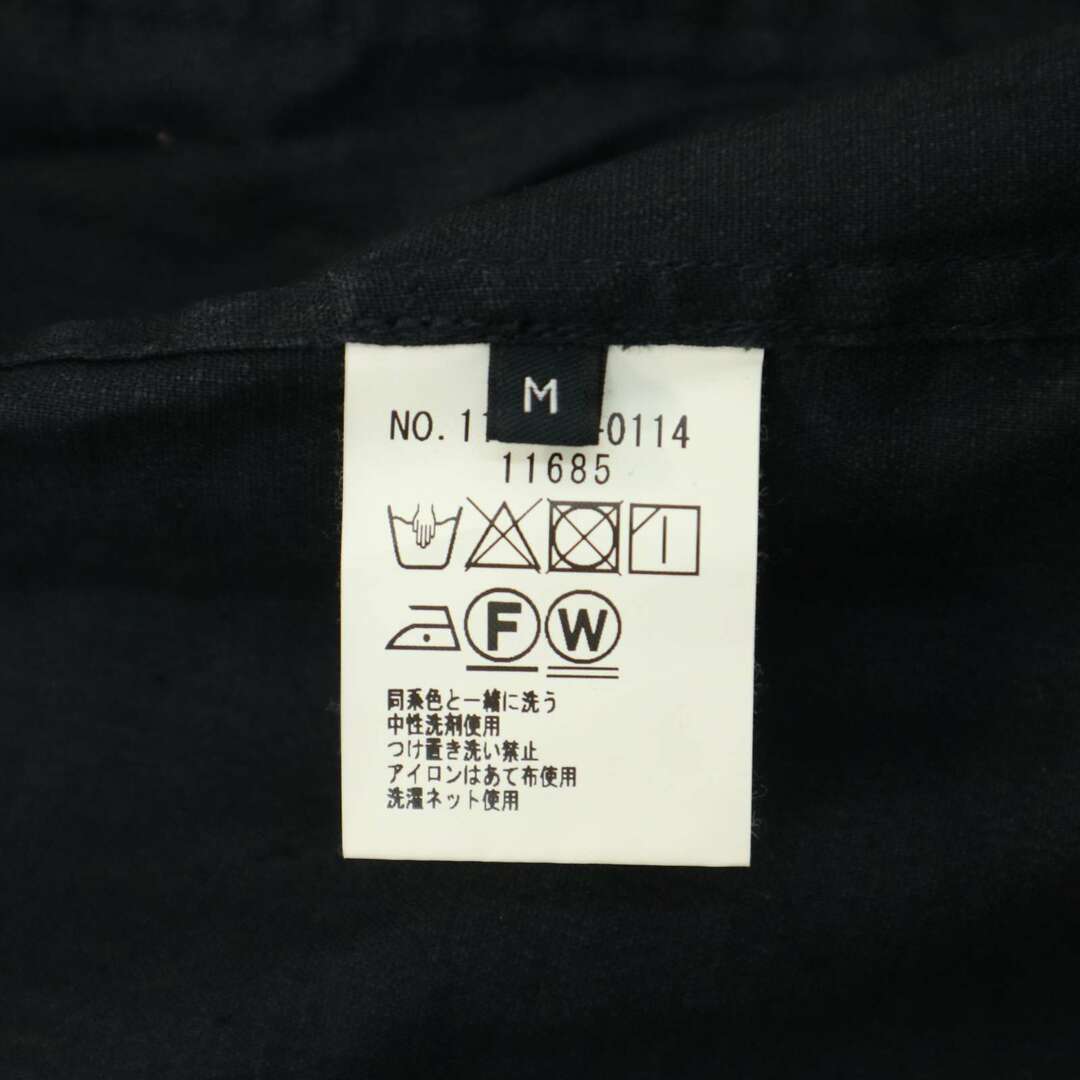 M
NO. 11 -0114
11685
F W
同系色と一緒に洗う
中性洗剤使用
つけ置き洗い禁止
アイロンはあて布使用
洗濯ネット使用